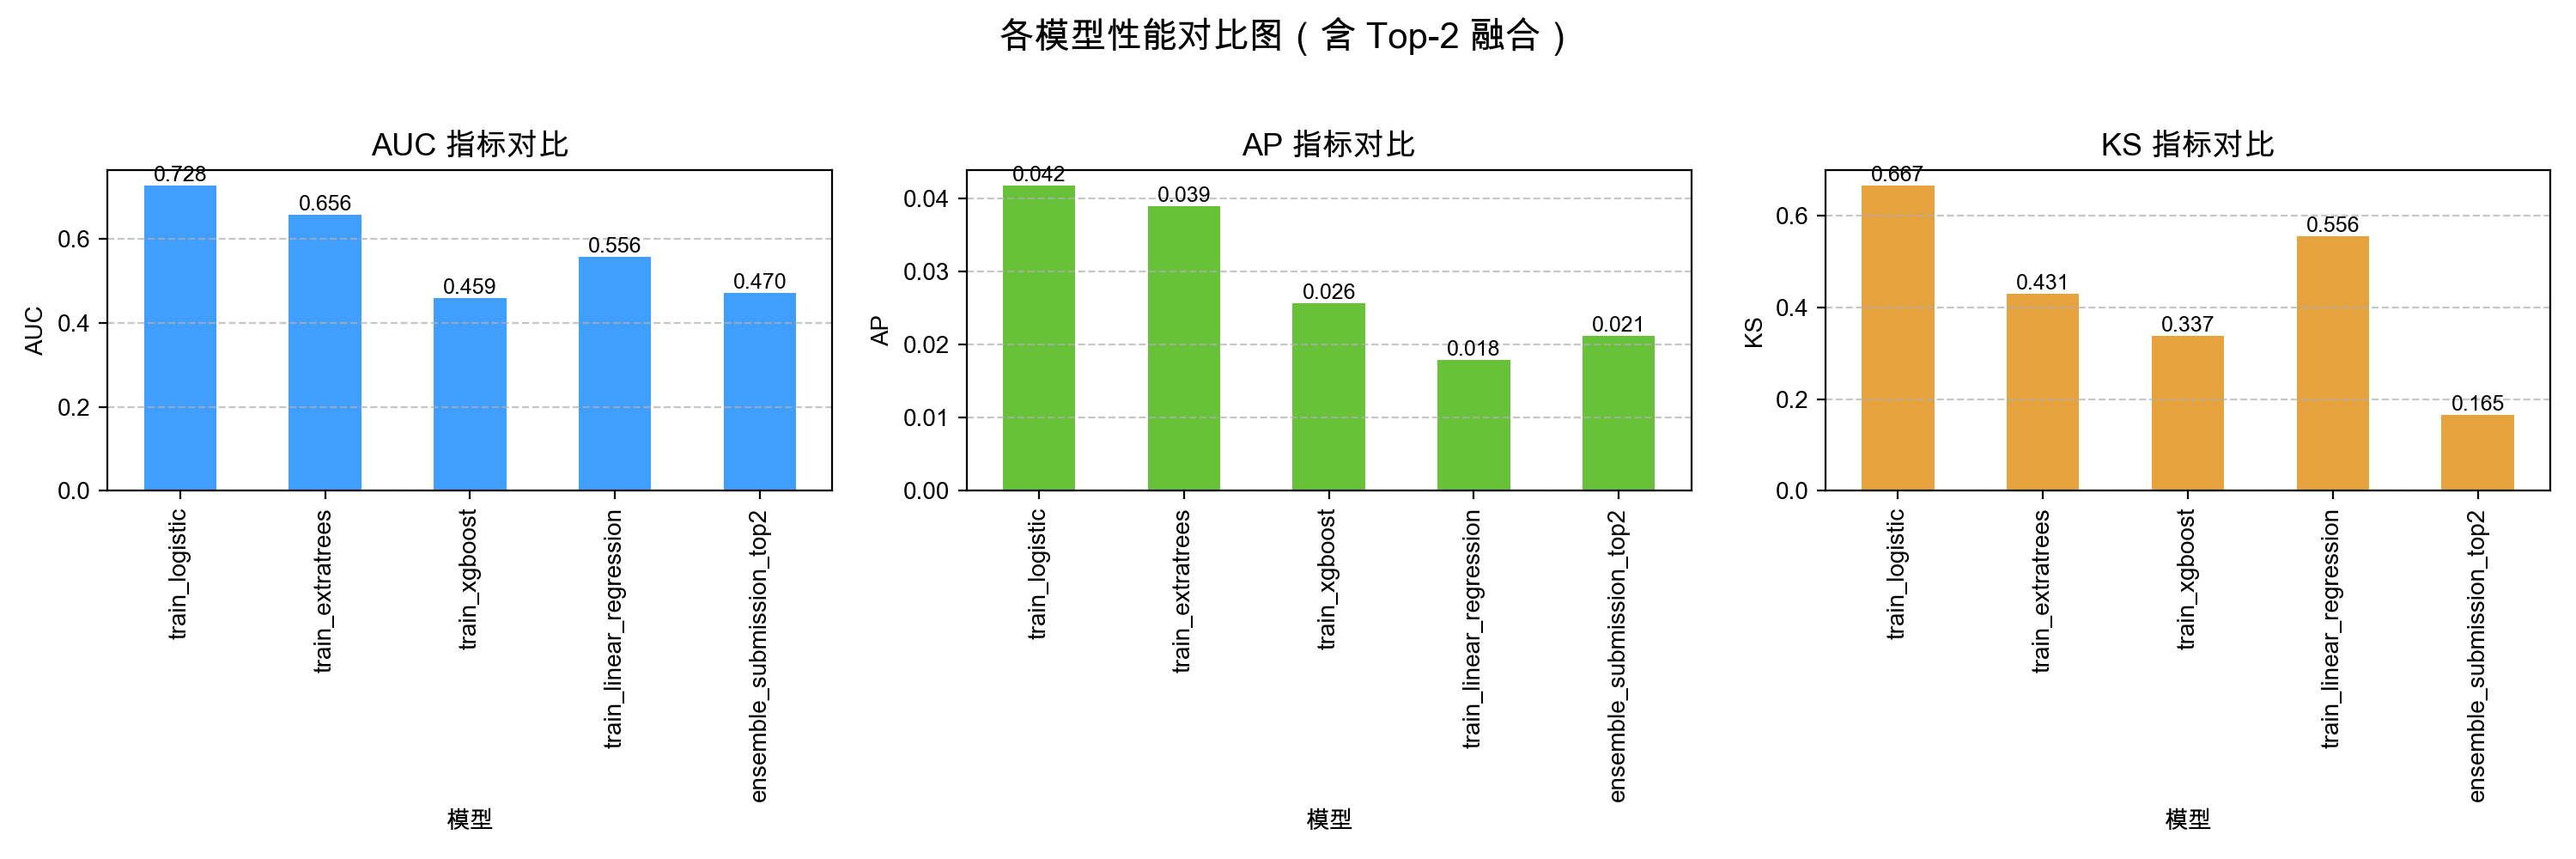 各模型性能对比图（含 Top-2 融合）
AUC 指标对比
0.728
0.656
0.459
0.556
0.470
AUC
0.6
0.4
0.2
0.0
train_logistic
train_extratrees
train_xgboost
train_linear_regression
ensemble_submission_top2
模型
AP 指标对比
0.042
0.039
0.026
0.018
0.021
AP
0.04
0.03
0.02
0.01
0.00
train_logistic
train_extratrees
train_xgboost
train_linear_regression
ensemble_submission_top2
模型
KS 指标对比
0.667
0.431
0.337
0.556
0.165
KS
0.6
0.4
0.2
0.0
train_logistic
train_extratrees
train_xgboost
train_linear_regression
ensemble_submission_top2
模型